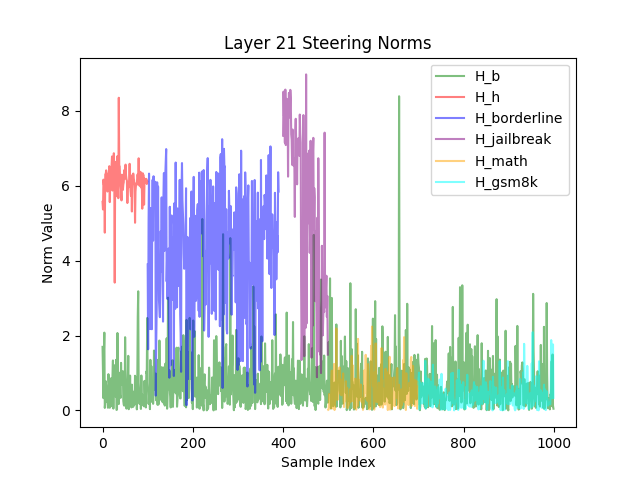 Layer 21 Steering Norms
H_b
H_h
H_borderline
H_jailbreak
H_math
H_gsm8k
Norm Value
8
6
4
2
0
0 200 400 600 800 1000
Sample Index